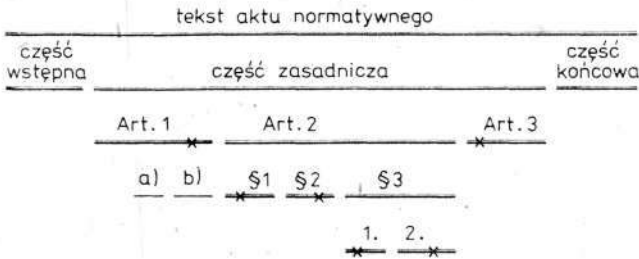 tekst aktu normatywnego
część wstępna część zasadnicza część końcowa
Art. 1 Art. 2 Art. 3
a) b) §1 §2 §3
1. 2.